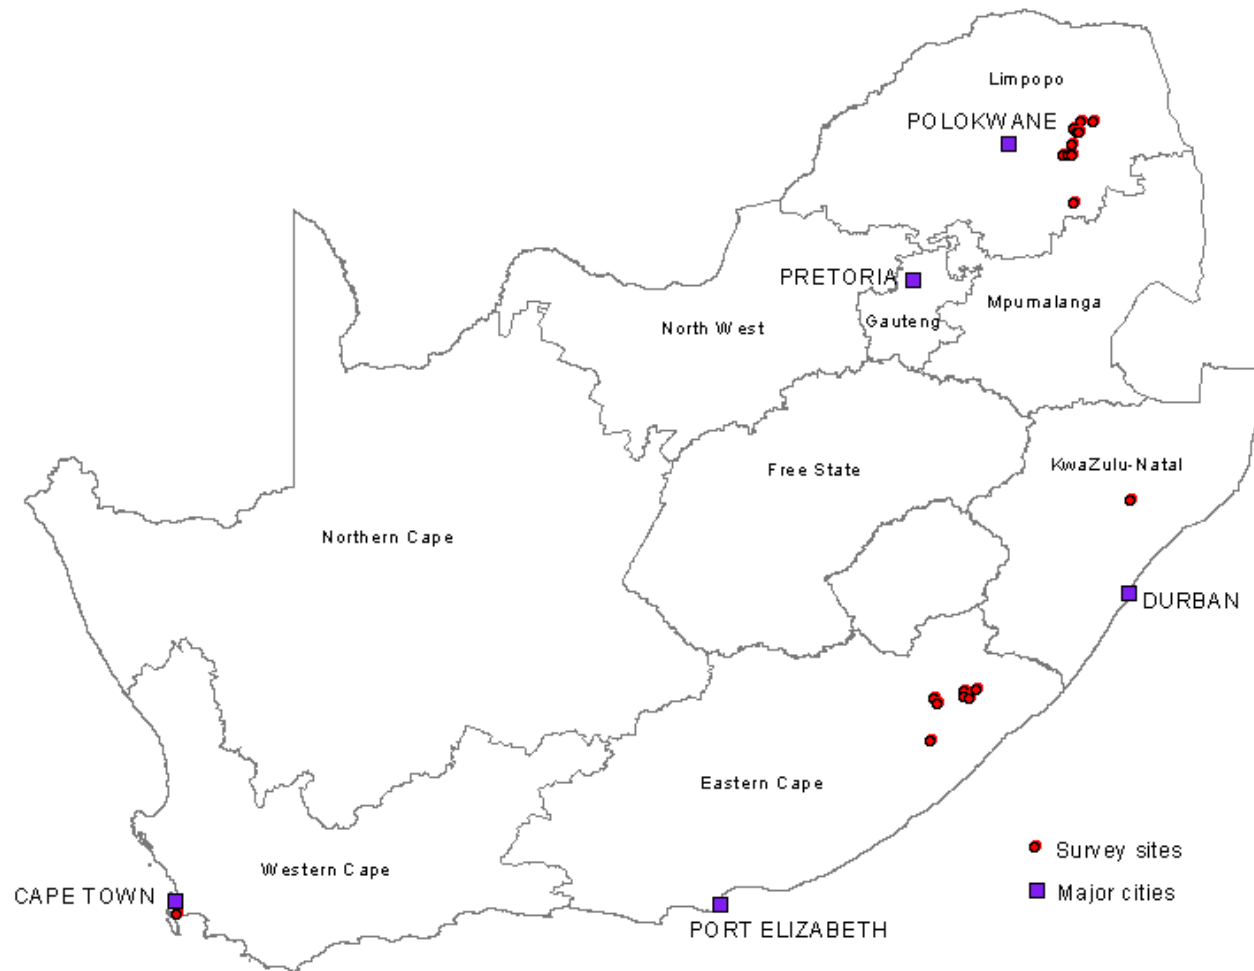 Limpopo
POLOKWANE
PRETORIA
Mpumalanga
Gauteng
North West
KwaZulu-Natal
Free State
Northern Cape
DURBAN
Eastern Cape
Survey sites
Western Cape
CAPE TOWN
Major cities
PORT ELIZABETH